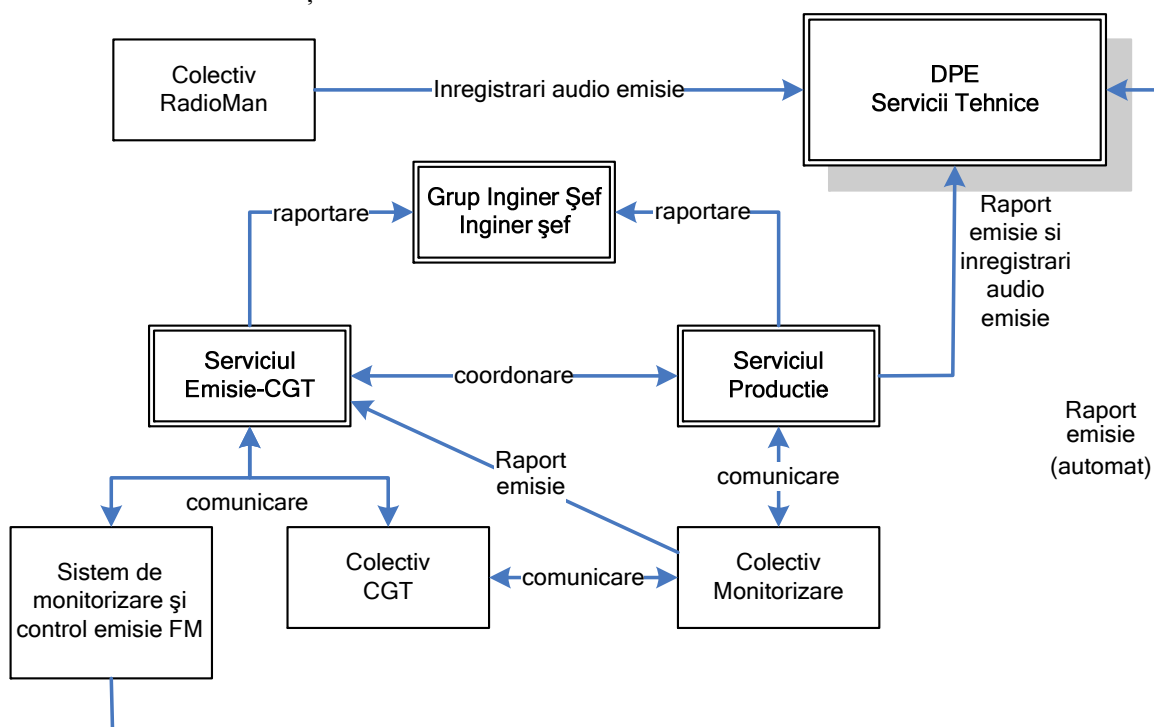 Colectiv
RadioMan
Inregistrari audio emisie
DPE
Servicii Tehnice
Grup Inginer Şef
Inginer şef
raportare
raportare
Raport
emisie si
inregistrari
audio
emisie
Serviciul
Emisie-CGT
coordonare
Serviciul
Productie
Raport
emisie
(automat)
Raport
emisie
comunicare
comunicare
Sistem de
monitorizare şi
control emisie FM
Colectiv
CGT
comunicare
Colectiv
Monitorizare